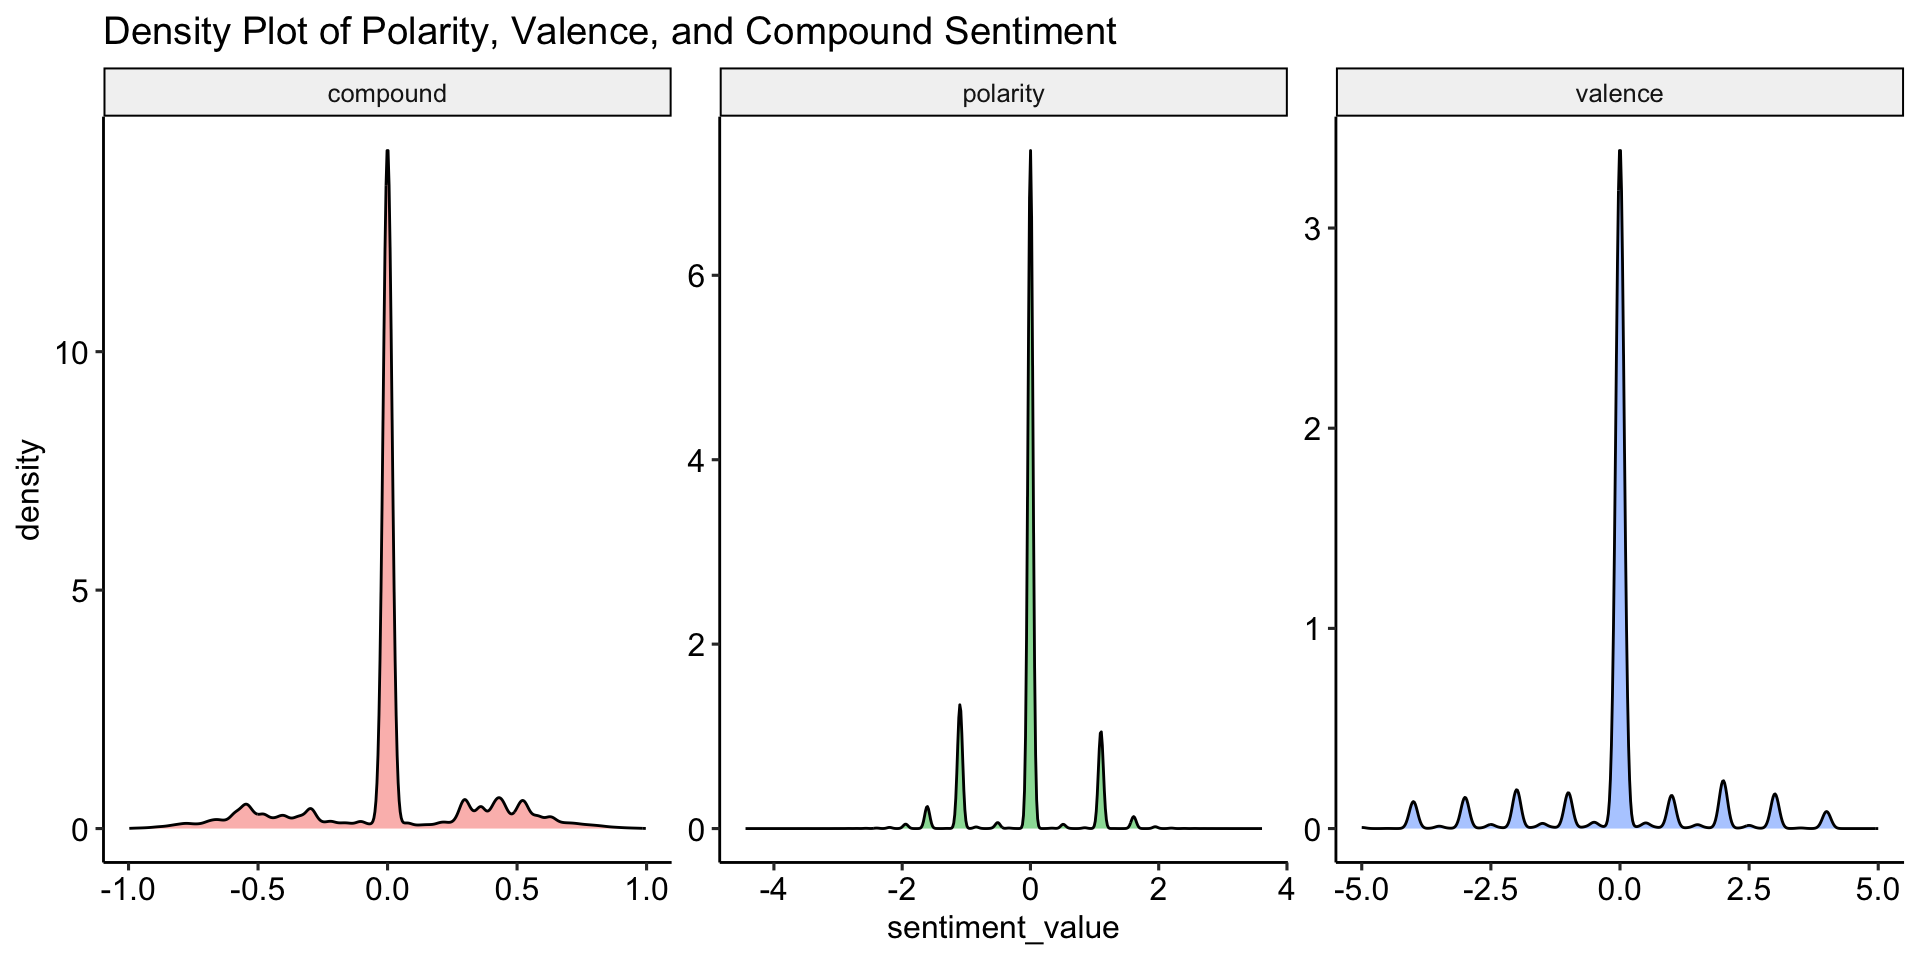 Density Plot of Polarity, Valence, and Compound Sentiment
compound
polarity
valence
density
10
5
0
6
4
2
0
3
2
1
0
-1.0 -0.5 0.0 0.5 1.0
-4 -2 0 2 4
-5.0 -2.5 0.0 2.5 5.0
sentiment_value